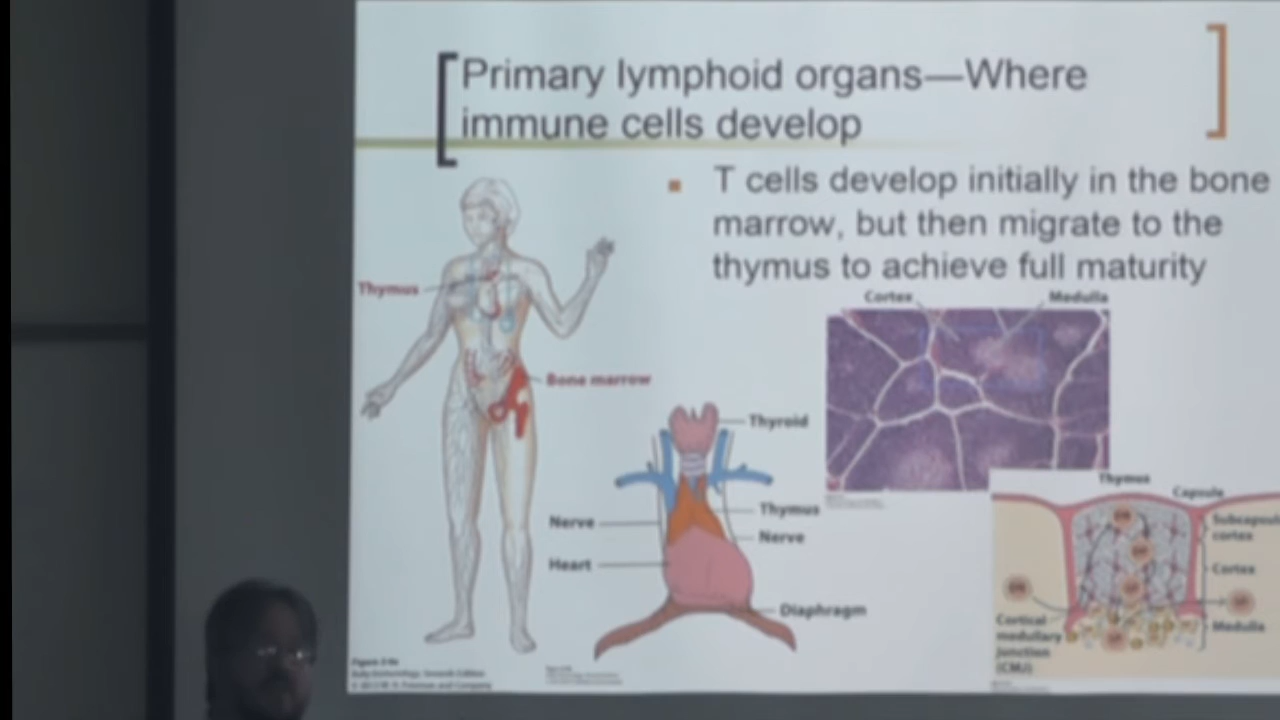 Primary lymphoid organs—Where
immune cells develop
T cells develop initially in the bone
marrow, but then migrate to the
thymus to achieve full maturity
Cortex
Medulla
Thymus
Bone marrow
Thyroid
Nerve
Heart
Thymus
Nerve
Diaphragm
Thymus
Capsule
Cortex
Medulla
Cortical
medullary
junction
(CMJ)